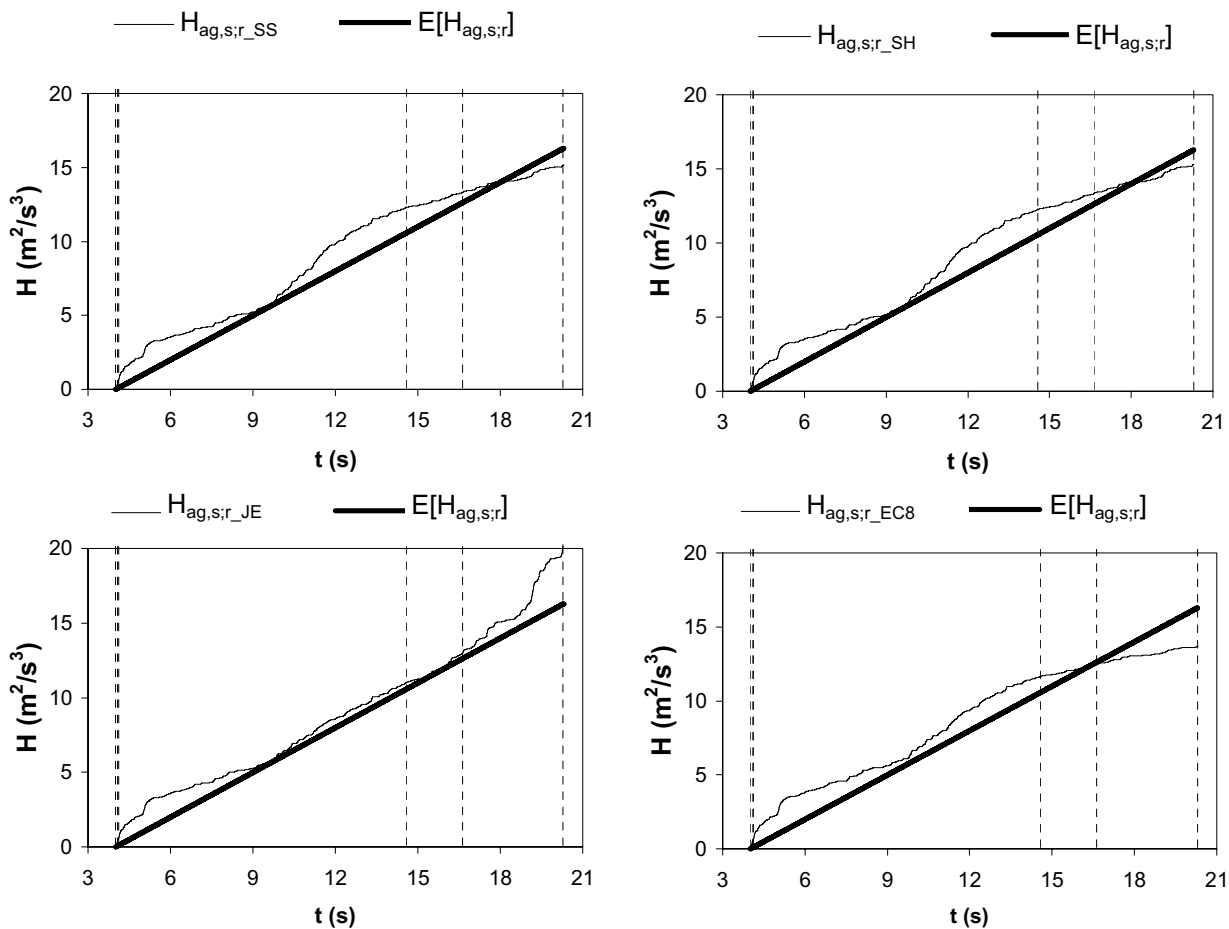 H_ag,s;r_SS E[H_ag,s;r]
H_ag,s;r_SH E[H_ag,s;r]
20
15
10
5
0
H (m²/s³)
3 6 9 12 15 18 21
t (s)
20
15
10
5
0
H (m²/s³)
3 6 9 12 15 18 21
t (s)
H_ag,s;r_JE E[H_ag,s;r]
H_ag,s;r_EC8 E[H_ag,s;r]
20
15
10
5
0
H (m²/s³)
3 6 9 12 15 18 21
t (s)
20
15
10
5
0
H (m²/s³)
3 6 9 12 15 18 21
t (s)